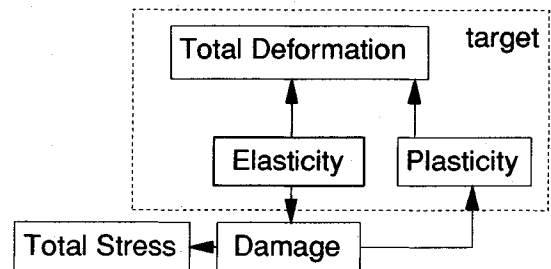 target
Total Deformation
Elasticity
Plasticity
Total Stress
Damage